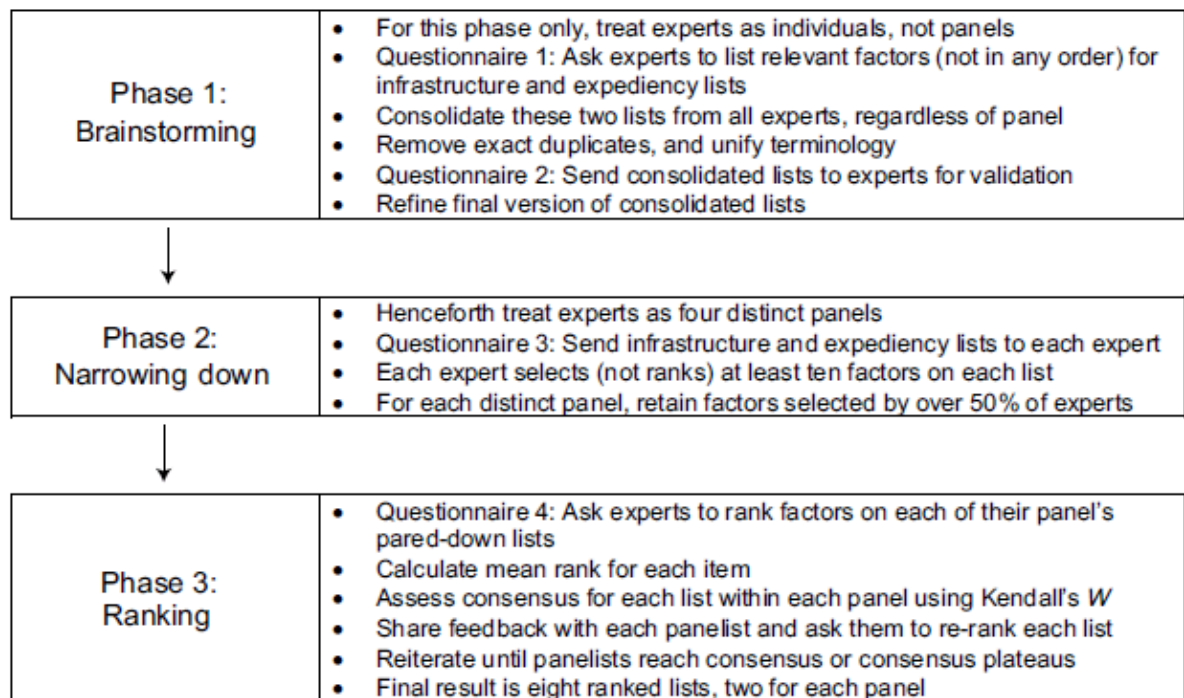 Phase 1:
Brainstorming
• For this phase only, treat experts as individuals, not panels
• Questionnaire 1: Ask experts to list relevant factors (not in any order) for
infrastructure and expediency lists
• Consolidate these two lists from all experts, regardless of panel
• Remove exact duplicates, and unify terminology
• Questionnaire 2: Send consolidated lists to experts for validation
• Refine final version of consolidated lists
Phase 2:
Narrowing down
• Henceforth treat experts as four distinct panels
• Questionnaire 3: Send infrastructure and expediency lists to each expert
• Each expert selects (not ranks) at least ten factors on each list
• For each distinct panel, retain factors selected by over 50% of experts
Phase 3:
Ranking
• Questionnaire 4: Ask experts to rank factors on each of their panel's
pared-down lists
• Calculate mean rank for each item
• Assess consensus for each list within each panel using Kendall's W
• Share feedback with each panelist and ask them to re-rank each list
• Reiterate until panelists reach consensus or consensus plateaus
• Final result is eight ranked lists, two for each panel